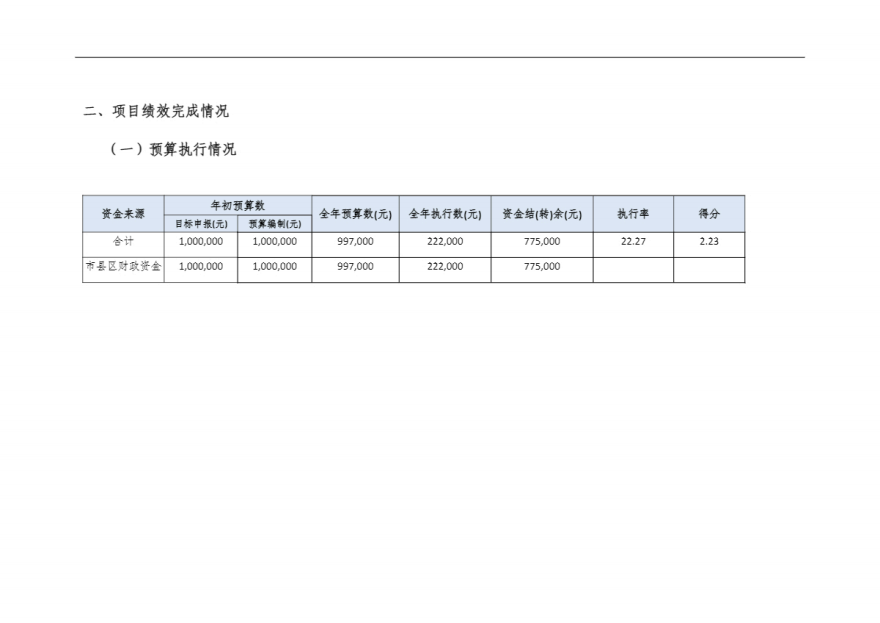 二、项目绩效完成情况
（一）预算执行情况
资金来源 年初预算数 全年预算数(元) 全年执行数(元) 资金结(转)余(元) 执行率 得分
目标申报(元) 预算编制(元)
合计 1,000,000 1,000,000 997,000 222,000 775,000 22.27 2.23
市县区财政资金 1,000,000 1,000,000 997,000 222,000 775,000